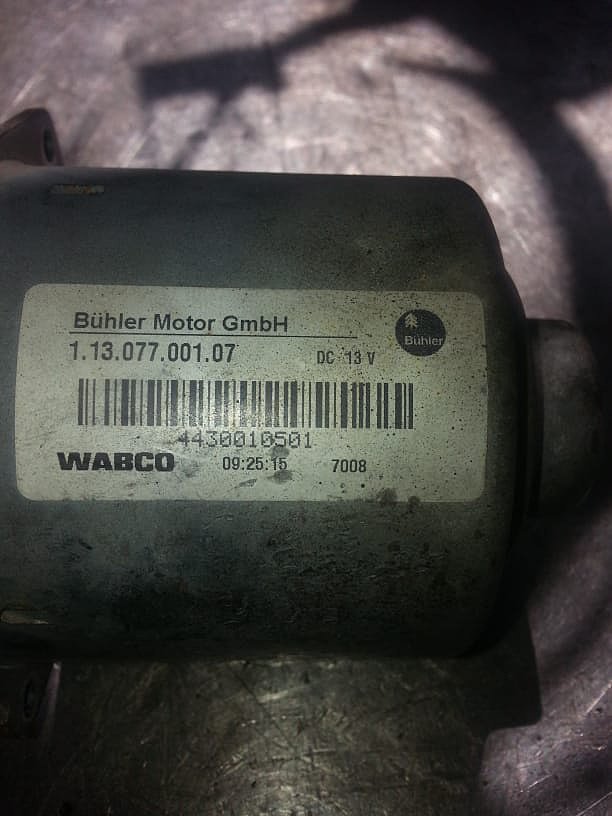 Bühler Motor GmbH
1.13.077.001.07
DC 13 V
Bühler
4430010501
WABCO 09:25:15 7008